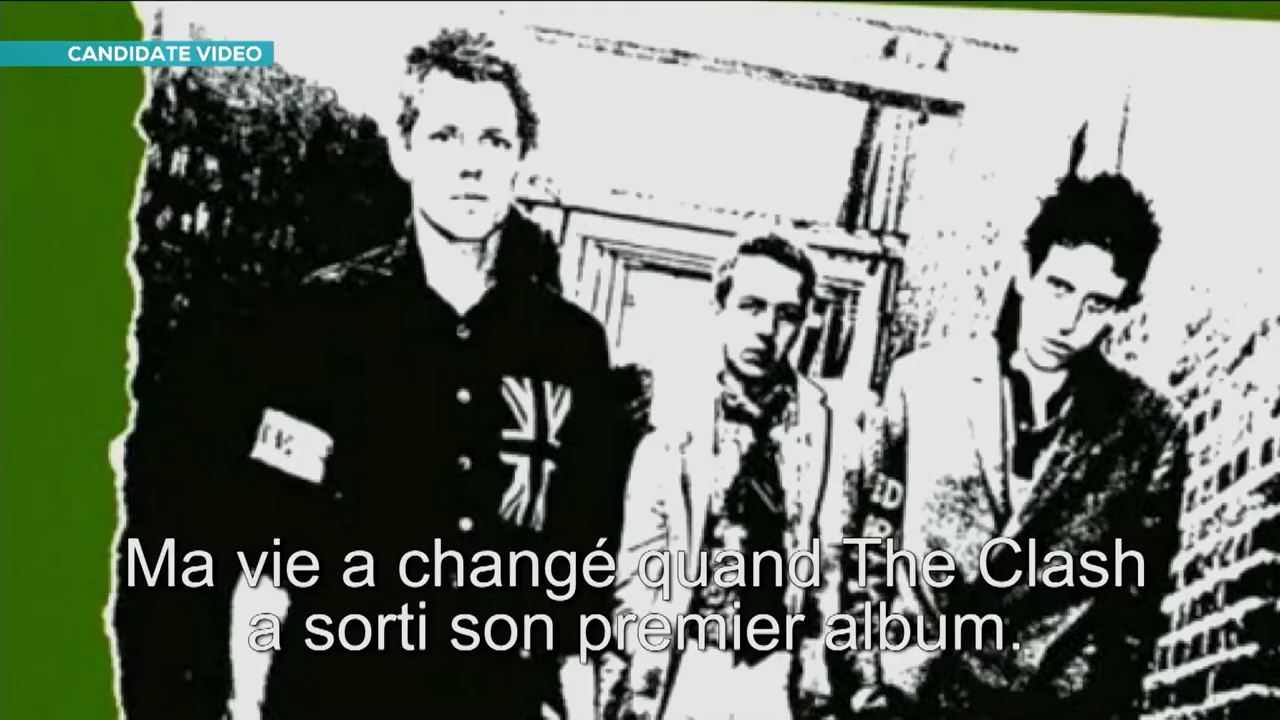 CANDIDATE VIDEO
Ma vie a changé quand The Clash
a sorti son premier album.